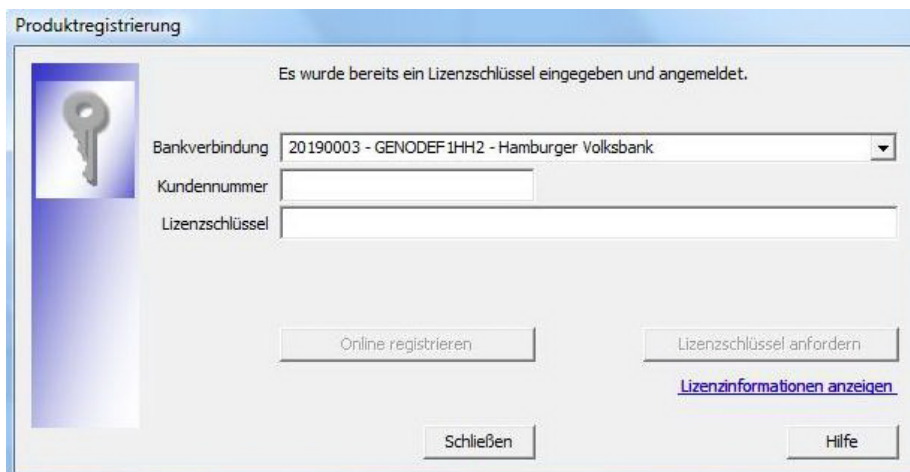 Produktregistrierung
Es wurde bereits ein Lizenzschlüssel eingegeben und angemeldet.
Bankverbindung 20190003 - GENODEF1HH2 - Hamburger Volksbank
Kundennummer
Lizenzschlüssel
Online registrieren Lizenzschlüssel anfordern
Lizenzinformationen anzeigen
Schließen Hilfe